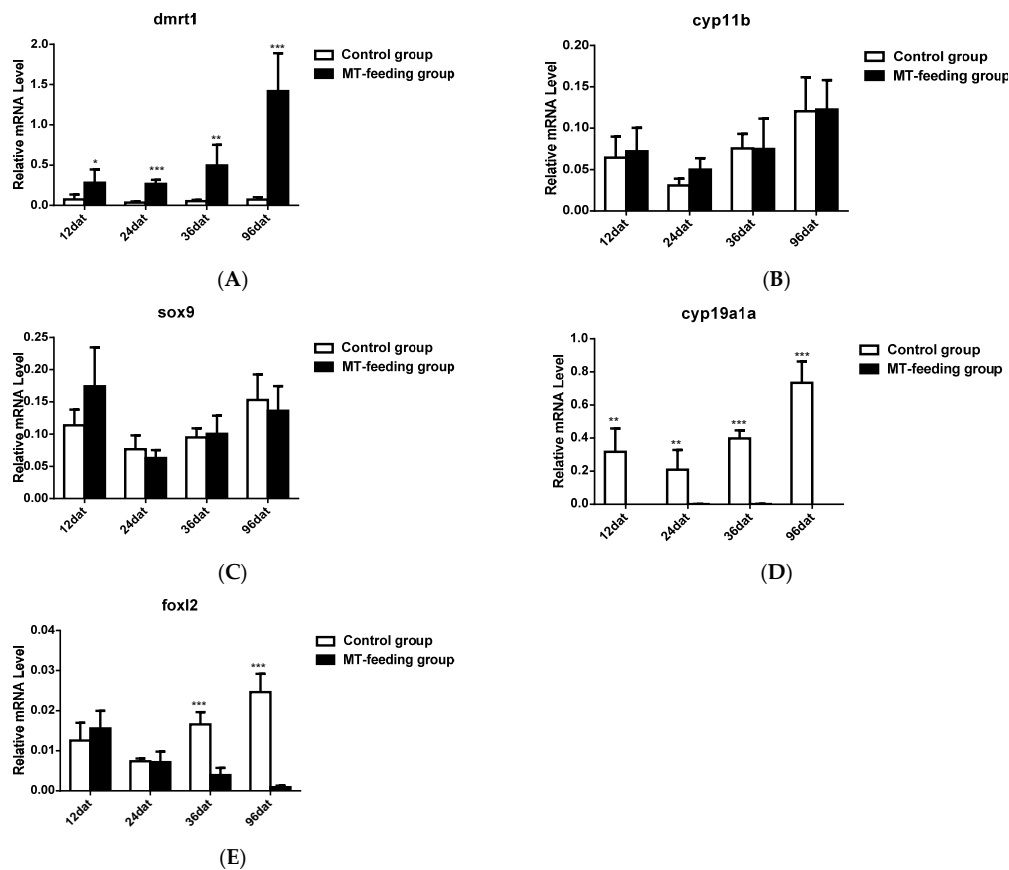 dmrt1
Relative mRNA Level
2.0
1.5
1.0
0.5
0.0
*
***
**
***
12dat
24dat
36dat
96dat
Control group
MT-feeding group
(A)
cyp11b
Relative mRNA Level
0.20
0.15
0.10
0.05
0.00
12dat
24dat
36dat
96dat
Control group
MT-feeding group
(B)
sox9
Relative mRNA Level
0.25
0.20
0.15
0.10
0.05
0.00
12dat
24dat
36dat
96dat
Control group
MT-feeding group
(C)
cyp19a1a
Relative mRNA Level
1.0
0.8
0.6
0.4
0.2
0.0
**
**
***
***
12dat
24dat
36dat
96dat
Control group
MT-feeding group
(D)
foxl2
Relative mRNA Level
0.04
0.03
0.02
0.01
0.00
***
***
12dat
24dat
36dat
96dat
Control group
MT-feeding group
(E)